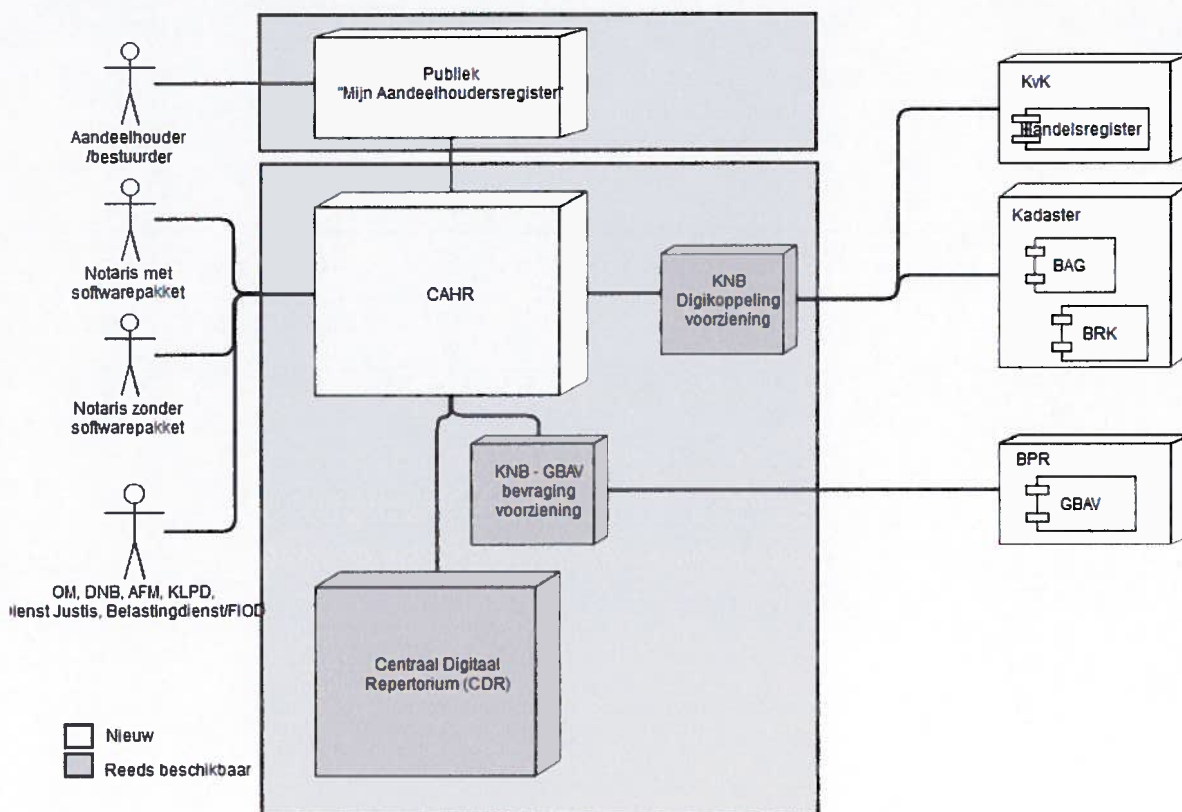 Publiek
"Mijn Aandeelhoudersregister"
Aandeelhouder
/bestuurder
Notaris met
softwarepakket
Notaris zonder
softwarepakket
OM, DNB, AFM, KLPD,
ienst Justis, Belastingdienst/FIOD
CAHR
KNB
Digikoppeling
voorziening
KNB - GBAV
bevraging
voorziening
Centraal Digitaal
Repertorium (CDR)
KvK
Handelsregister
Kadaster
BAG
BRK
BPR
GBAV
Nieuw
Reeds beschikbaar